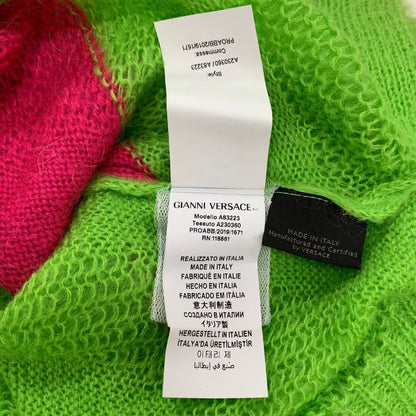 PROABB/2019/1671
Commessa:
A230360 / A83223
Style:
GIANNI VERSACE
Modello A83223
Tessuto A230360
PROABB/2019/1671
RN 118861
REALIZZATO IN ITALIA
MADE IN ITALY
FABRIQUÉ EN ITALIE
HECHO EN ITALIA
FABRICADO EM ITÁLIA
意大利制造
СОЗДАНО В ИТАЛИИ
イタリア製
HERGESTELLT IN ITALIEN
İTALYA'DA ÜRETİLMİŞTİR
이태리 제
صنع في إيطاليا
MADE IN ITALY
Manufactured and Certified
by VERSACE